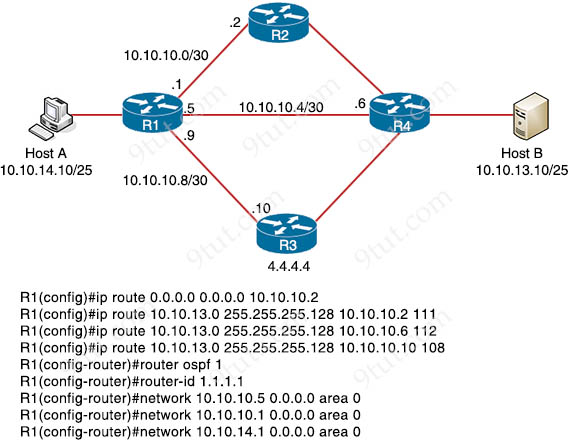 .2
R2
10.10.10.0/30
.1
.5
10.10.10.4/30
.6
R1
R4
.9
Host A
10.10.14.10/25
Host B
10.10.13.10/25
10.10.10.8/30
.10
R3
4.4.4.4
9tut.com
9tut.com
9tut.com
9tut.com
R1(config)#ip route 0.0.0.0 0.0.0.0 10.10.10.2
R1(config)#ip route 10.10.13.0 255.255.255.128 10.10.10.2 111
R1(config)#ip route 10.10.13.0 255.255.255.128 10.10.10.6 112
R1(config)#ip route 10.10.13.0 255.255.255.128 10.10.10.10 108
R1(config-router)#router ospf 1
R1(config-router)#router-id 1.1.1.1
R1(config-router)#network 10.10.10.5 0.0.0.0 area 0
R1(config-router)#network 10.10.10.1 0.0.0.0 area 0
R1(config-router)#network 10.10.14.1 0.0.0.0 area 0